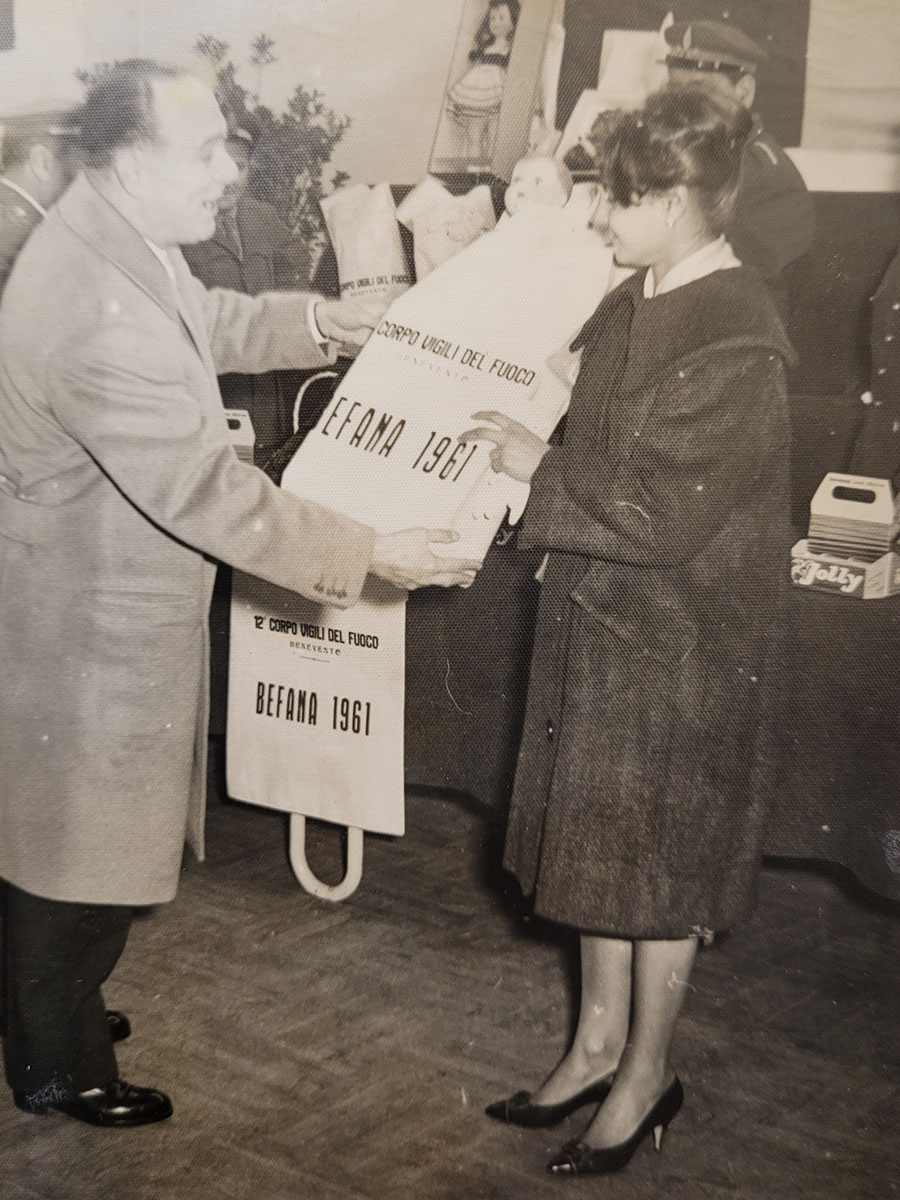 CORPO VIGILI DEL FUOCO
BENEVENTO
CORPO VIGILI DEL FUOCO
BENEVENTO
EFANA 1961
12° CORPO VIGILI DEL FUOCO
BENEVENTO
BEFANA 1961
Jolly